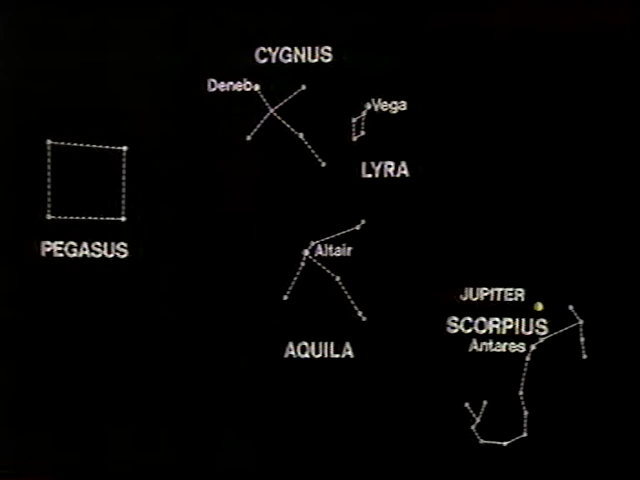 CYGNUS
Deneb
Vega
LYRA
PEGASUS
Altair
AQUILA
JUPITER
SCORPIUS
Antares